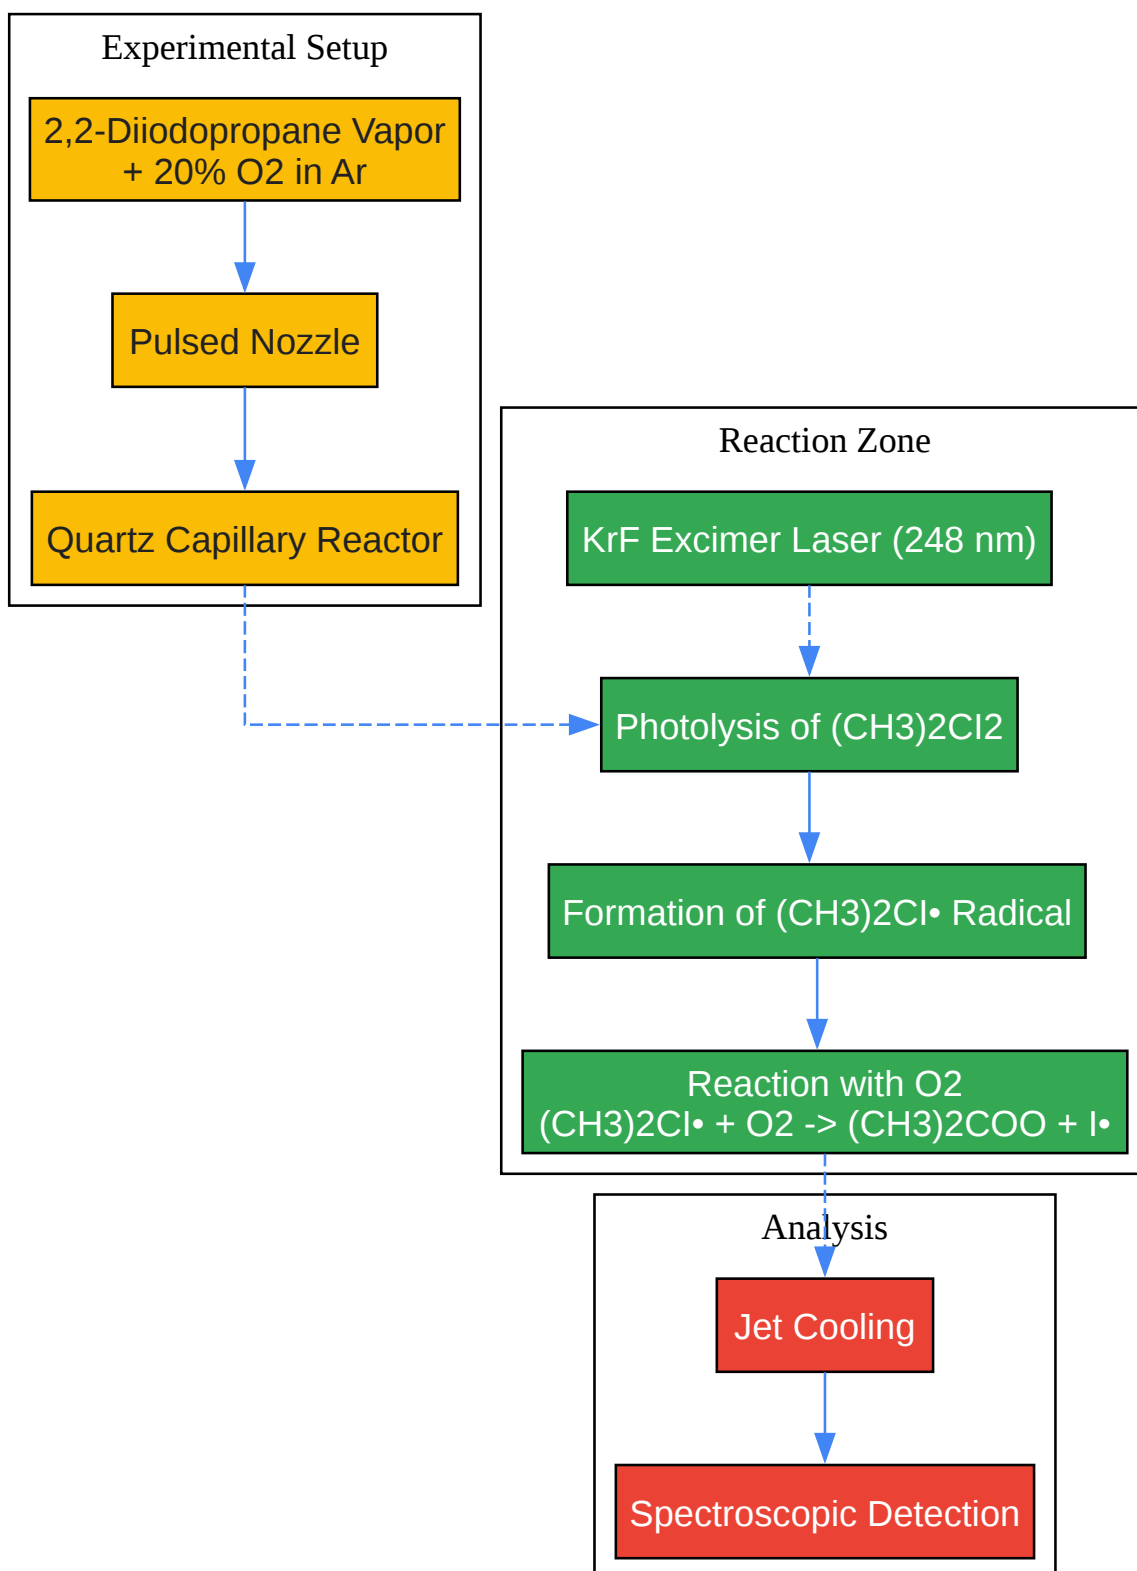 Experimental Setup
2,2-Diiodopropane Vapor
+ 20% O2 in Ar
Pulsed Nozzle
Quartz Capillary Reactor
Reaction Zone
KrF Excimer Laser (248 nm)
Photolysis of (CH3)2CI2
Formation of (CH3)2CI• Radical
Reaction with O2
(CH3)2CI• + O2 -> (CH3)2COO + I•
Analysis
Jet Cooling
Spectroscopic Detection